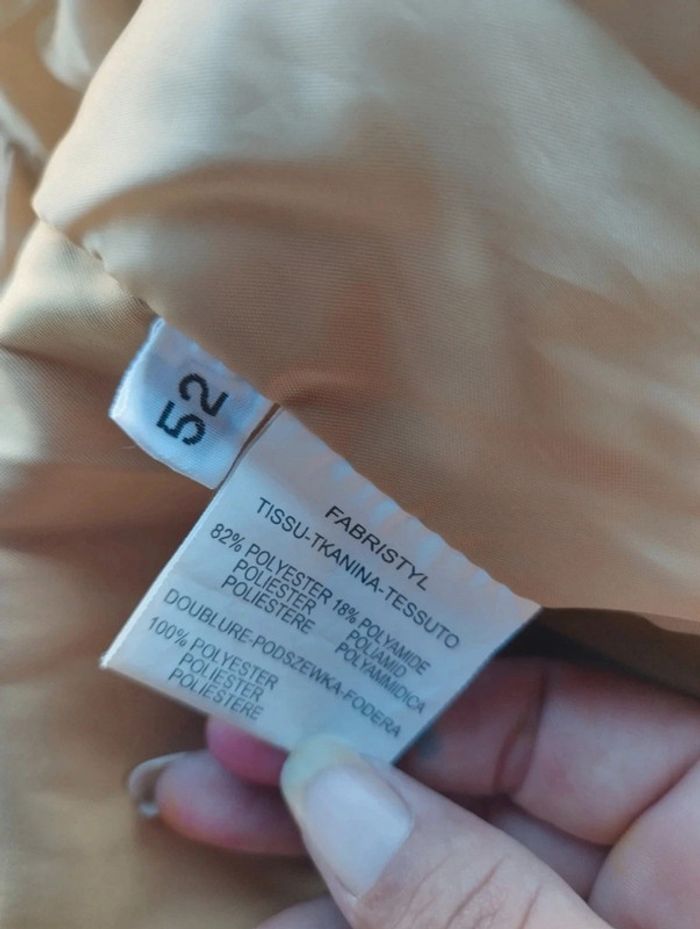 52
FABRISTYL
TISSU-TKANINA-TESSUTO
82% POLYESTER 18% POLYAMIDE
POLIESTER POLIAMID
POLIESTERE POLYAMMIDICA
DOUBLURE-PODSZEWKA-FODERA
100% POLYESTER
POLIESTER
POLIESTERE